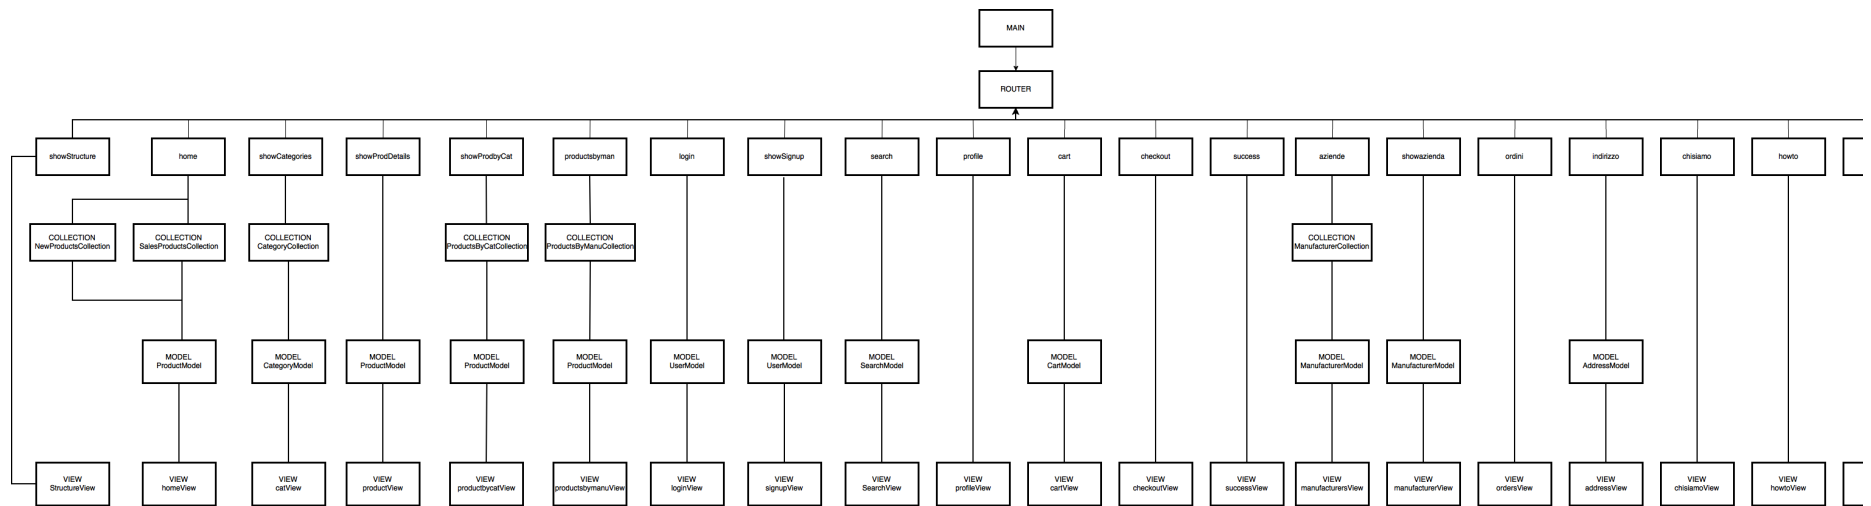 MAIN
ROUTER
showStructure
home
showCategories
showProdDetails
showProdbyCat
productsbyman
login
showSignup
search
profile
cart
checkout
success
aziende
showazienda
ordini
indirizzo
chisiamo
howto
COLLECTION
NewProductsCollection
COLLECTION
SalesProductsCollection
COLLECTION
CategoryCollection
COLLECTION
ProductsByCatCollection
COLLECTION
ProductsByManuCollection
COLLECTION
ManufacturerCollection
MODEL
ProductModel
MODEL
CategoryModel
MODEL
ProductModel
MODEL
ProductModel
MODEL
ProductModel
MODEL
UserModel
MODEL
UserModel
MODEL
SearchModel
MODEL
CartModel
MODEL
ManufacturerModel
MODEL
ManufacturerModel
MODEL
AddressModel
VIEW
StructureView
VIEW
homeView
VIEW
catView
VIEW
productView
VIEW
productbycatView
VIEW
productsbymanuView
VIEW
loginView
VIEW
signupView
VIEW
SearchView
VIEW
profileView
VIEW
cartView
VIEW
checkoutView
VIEW
successView
VIEW
manufacturersView
VIEW
manufacturerView
VIEW
ordersView
VIEW
addressView
VIEW
chisiamoView
VIEW
howtoView